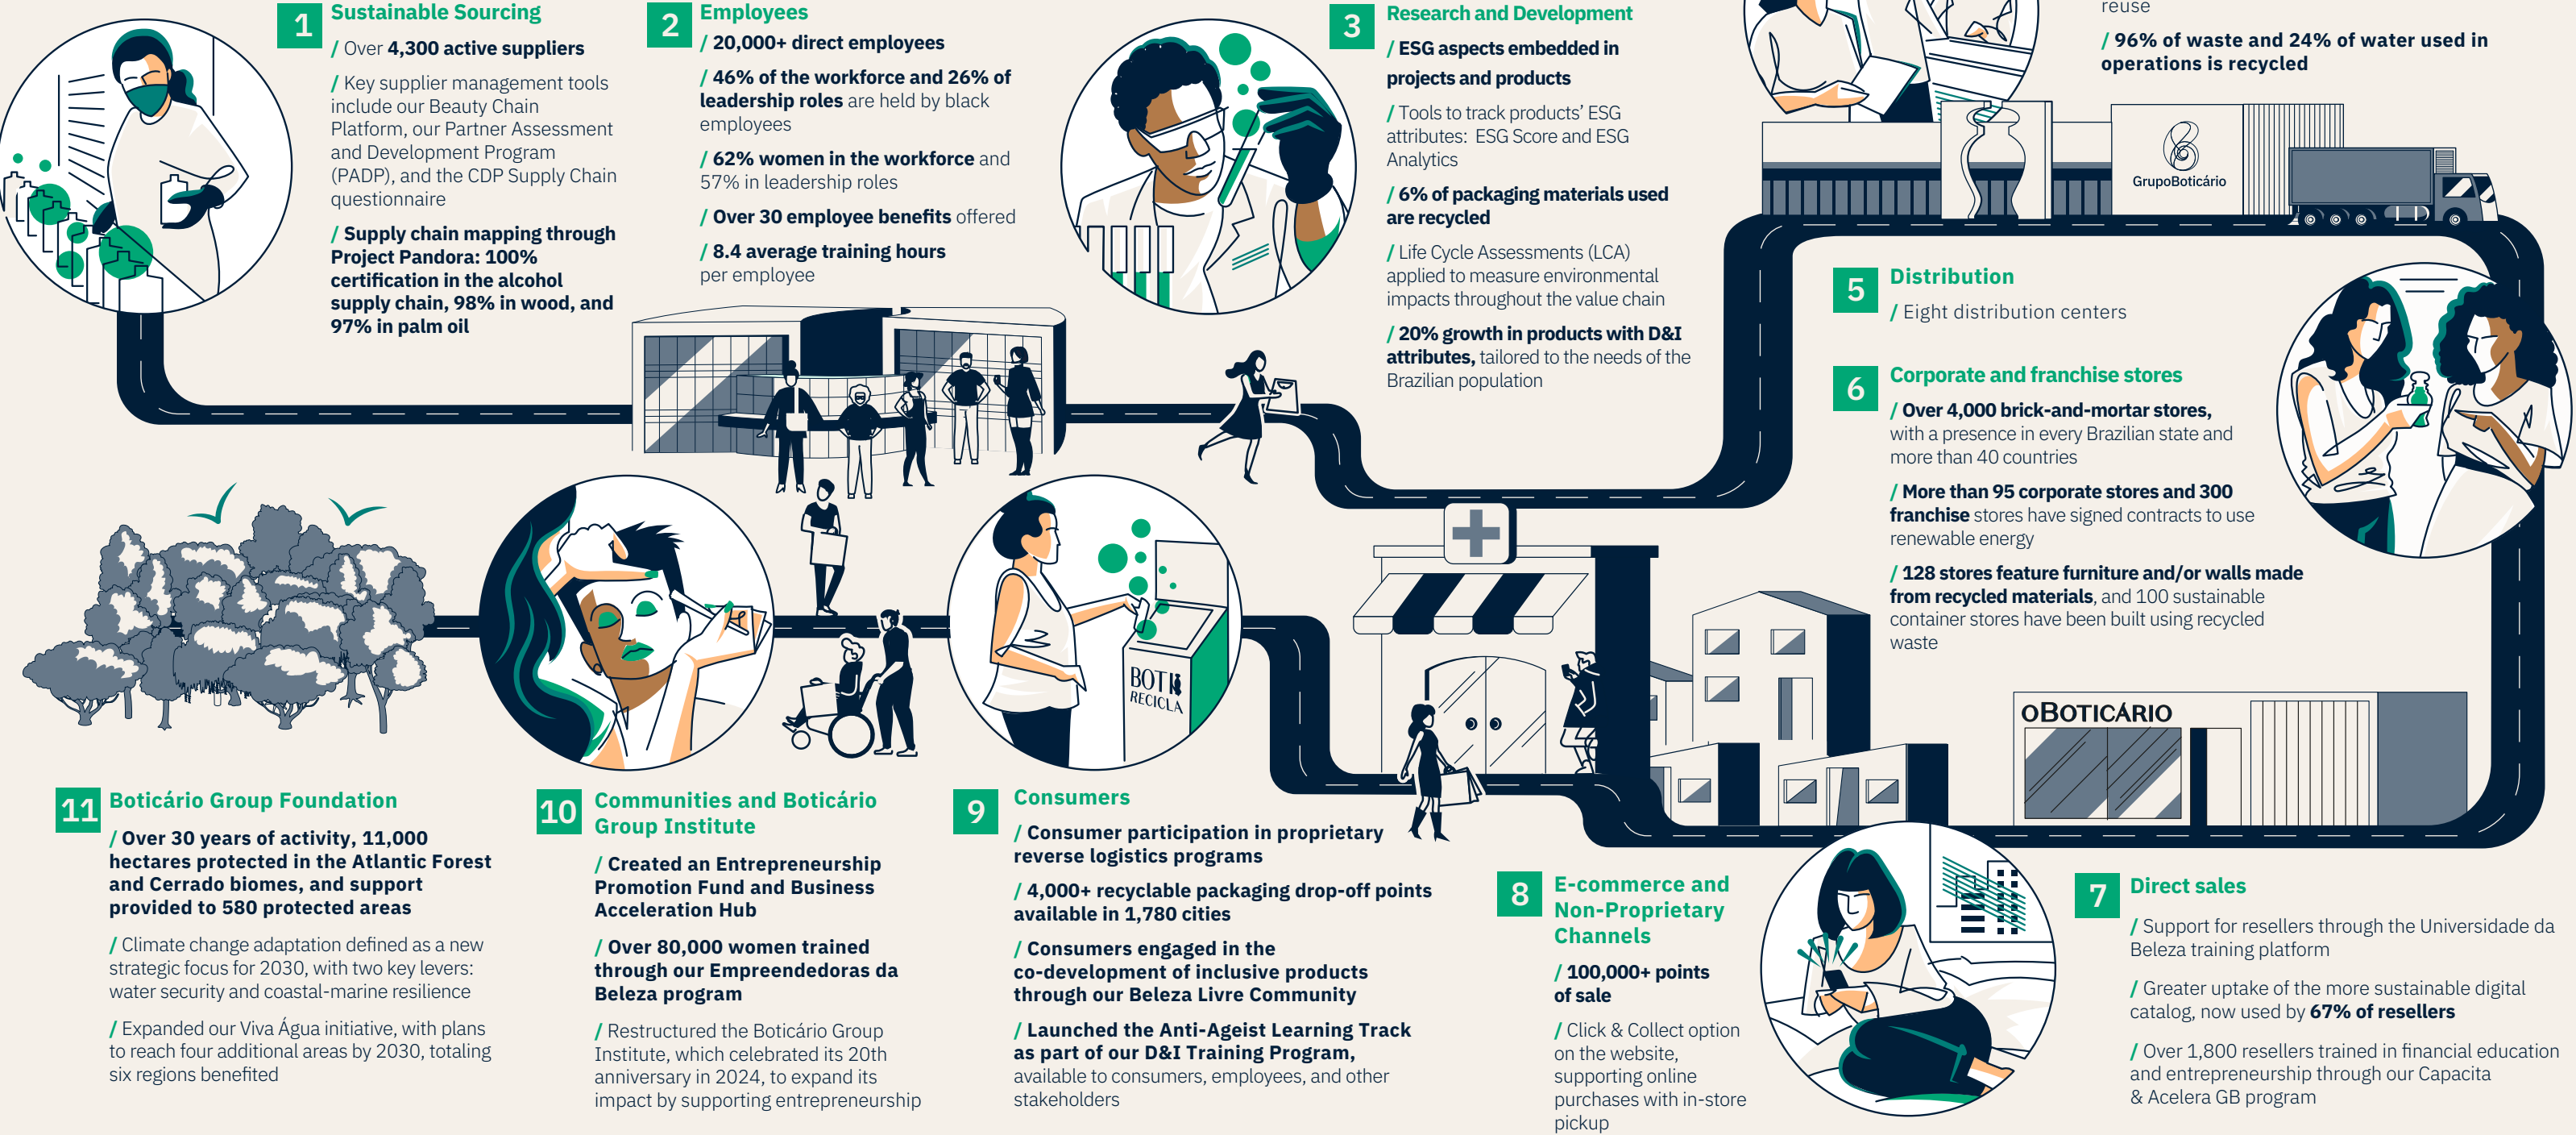 1
Sustainable Sourcing
/ Over 4,300 active suppliers
/ Key supplier management tools
include our Beauty Chain
Platform, our Partner Assessment
and Development Program
(PADP), and the CDP Supply Chain
questionnaire
/ Supply chain mapping through
Project Pandora: 100%
certification in the alcohol
supply chain, 98% in wood, and
97% in palm oil
2
Employees
/ 20,000+ direct employees
/ 46% of the workforce and 26% of
leadership roles are held by black
employees
/ 62% women in the workforce and
57% in leadership roles
/ Over 30 employee benefits offered
/ 8.4 average training hours
per employee
3
Research and Development
/ ESG aspects embedded in
projects and products
/ Tools to track products’ ESG
attributes: ESG Score and ESG
Analytics
/ 6% of packaging materials used
are recycled
/ Life Cycle Assessments (LCA)
applied to measure environmental
impacts throughout the value chain
/ 20% growth in products with D&I
attributes, tailored to the needs of the
Brazilian population
reuse
/ 96% of waste and 24% of water used in
operations is recycled
GrupoBoticário
5
Distribution
/ Eight distribution centers
6
Corporate and franchise stores
/ Over 4,000 brick-and-mortar stores,
with a presence in every Brazilian state and
more than 40 countries
/ More than 95 corporate stores and 300
franchise stores have signed contracts to use
renewable energy
/ 128 stores feature furniture and/or walls made
from recycled materials, and 100 sustainable
container stores have been built using recycled
waste
OBOTICÁRIO
7
Direct sales
/ Support for resellers through the Universidade da
Beleza training platform
/ Greater uptake of the more sustainable digital
catalog, now used by 67% of resellers
/ Over 1,800 resellers trained in financial education
and entrepreneurship through our Capacita
& Acelera GB program
8
E-commerce and
Non-Proprietary
Channels
/ 100,000+ points
of sale
/ Click & Collect option
on the website,
supporting online
purchases with in-store
pickup
BOTI
RECICLA
9
Consumers
/ Consumer participation in proprietary
reverse logistics programs
/ 4,000+ recyclable packaging drop-off points
available in 1,780 cities
/ Consumers engaged in the
co-development of inclusive products
through our Beleza Livre Community
/ Launched the Anti-Ageist Learning Track
as part of our D&I Training Program,
available to consumers, employees, and other
stakeholders
10
Communities and Boticário
Group Institute
/ Created an Entrepreneurship
Promotion Fund and Business
Acceleration Hub
/ Over 80,000 women trained
through our Empreendedoras da
Beleza program
/ Restructured the Boticário Group
Institute, which celebrated its 20th
anniversary in 2024, to expand its
impact by supporting entrepreneurship
11
Boticário Group Foundation
/ Over 30 years of activity, 11,000
hectares protected in the Atlantic Forest
and Cerrado biomes, and support
provided to 580 protected areas
/ Climate change adaptation defined as a new
strategic focus for 2030, with two key levers:
water security and coastal-marine resilience
/ Expanded our Viva Água initiative, with plans
to reach four additional areas by 2030, totaling
six regions benefited